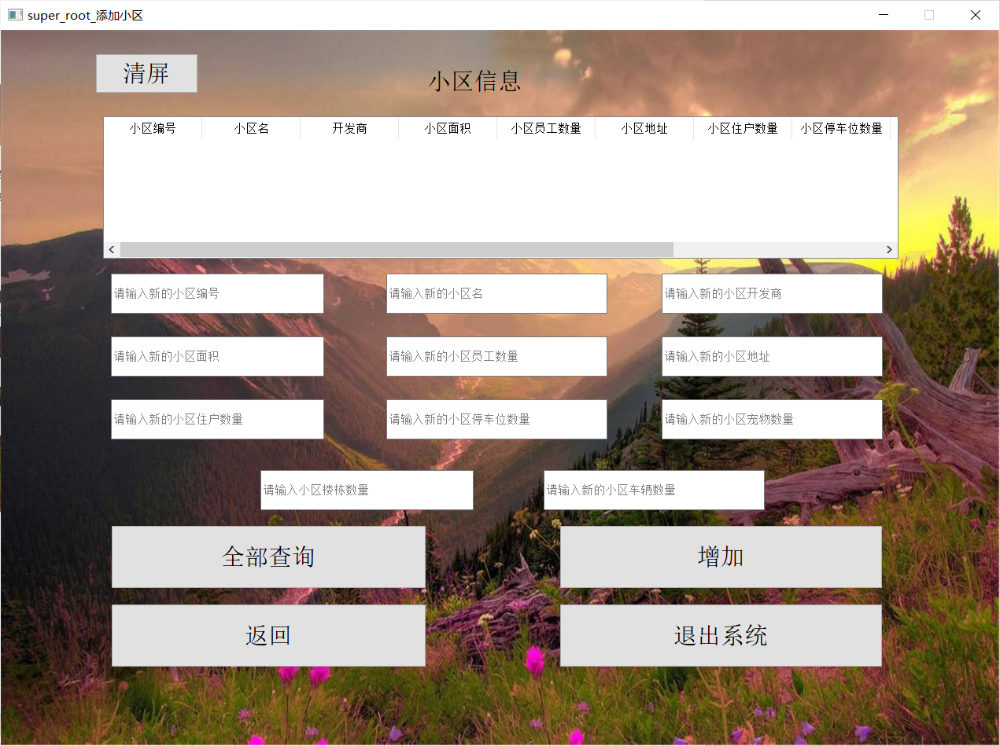 super_root_添加小区
清屏
小区信息
小区编号 小区名 开发商 小区面积 小区员工数量 小区地址 小区住户数量 小区停车位数量
请输入新的小区编号 请输入新的小区名 请输入新的小区开发商
请输入新的小区面积 请输入新的小区员工数量 请输入新的小区地址
请输入新的小区住户数量 请输入新的小区停车位数量 请输入新的小区宠物数量
请输入小区楼栋数量 请输入新的小区车辆数量
全部查询 增加
返回 退出系统